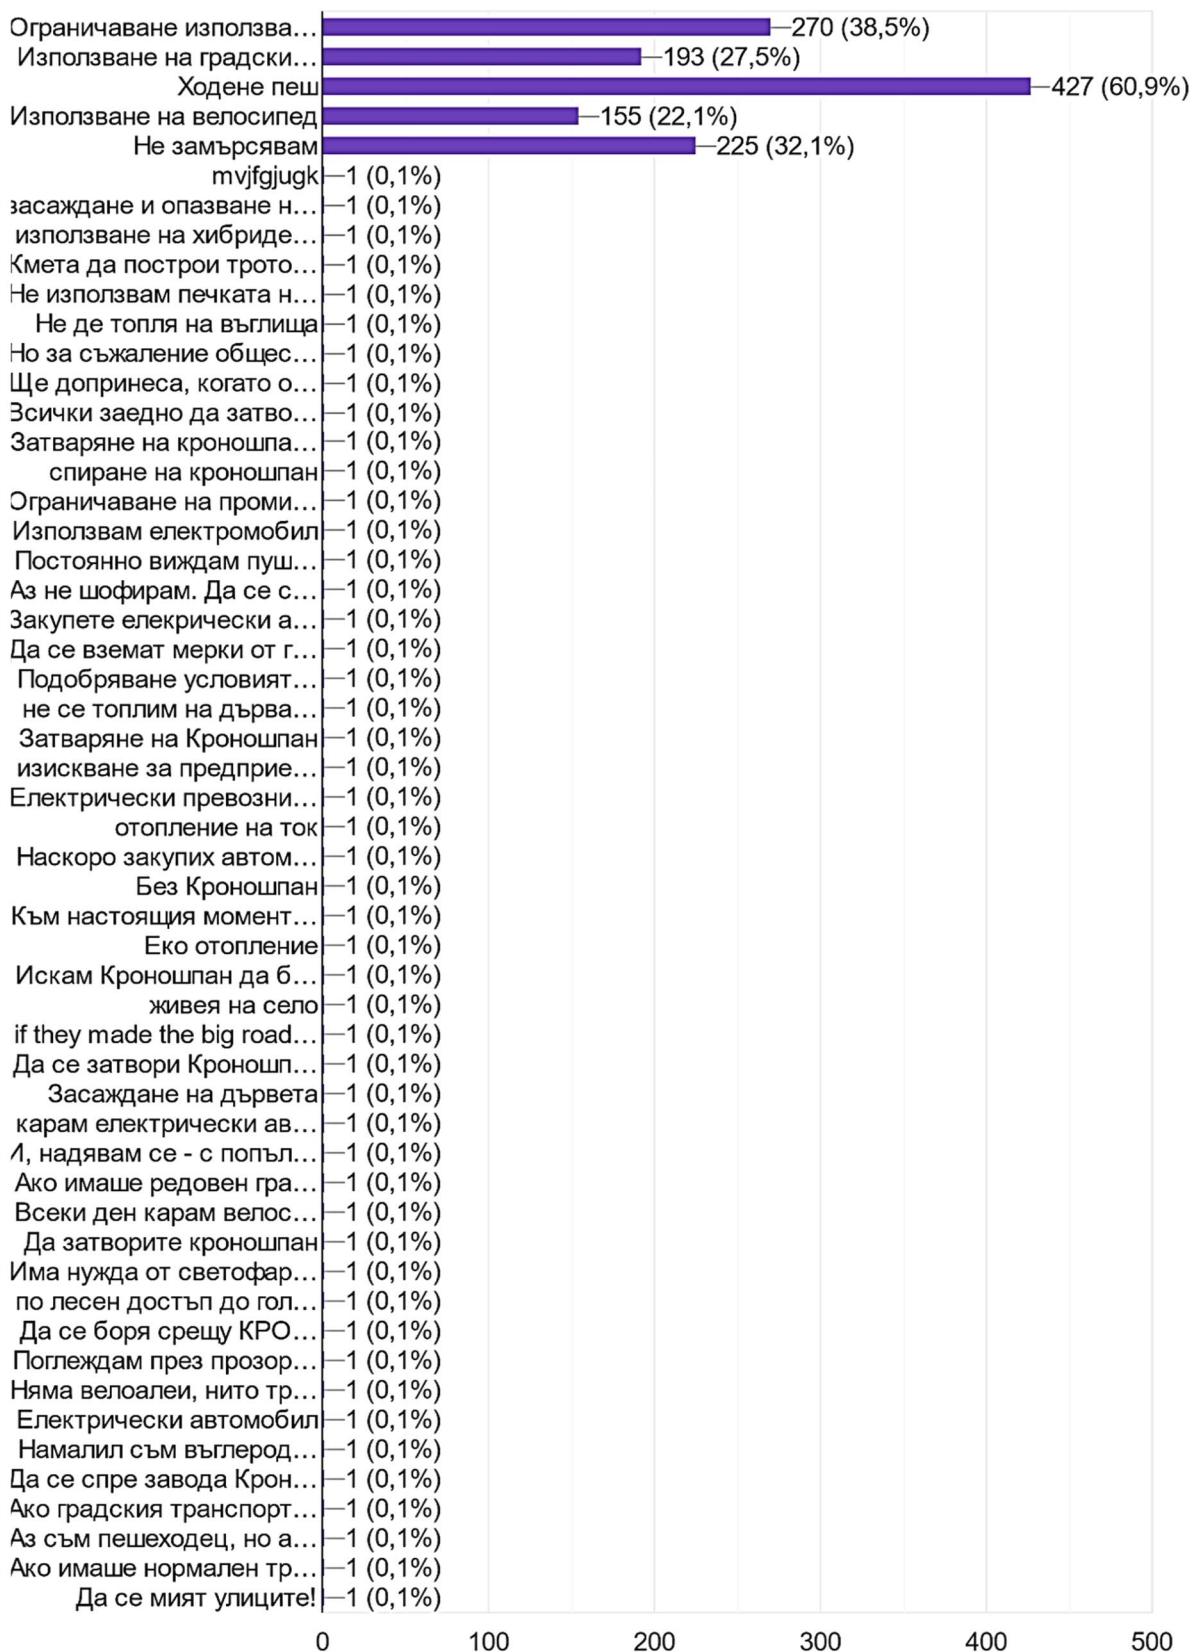 Ограничаване използва… 270 (38,5%)
Използване на градски… 193 (27,5%)
Ходене пеш 427 (60,9%)
Използване на велосипед 155 (22,1%)
Не замърсявам 225 (32,1%)
mvjfgjugk 1 (0,1%)
засаждане и опазване н… 1 (0,1%)
използване на хибриде… 1 (0,1%)
Кмета да построи трото… 1 (0,1%)
Не използвам печката н… 1 (0,1%)
Не де топля на въглища 1 (0,1%)
Но за съжаление общес… 1 (0,1%)
Ще допринеса, когато о… 1 (0,1%)
Всички заедно да затво… 1 (0,1%)
Затваряне на кроношпа… 1 (0,1%)
спиране на кроношпан 1 (0,1%)
Ограничаване на проми… 1 (0,1%)
Използвам електромобил 1 (0,1%)
Постоянно виждам пуш… 1 (0,1%)
Аз не шофирам. Да се с… 1 (0,1%)
Закупете елекрически а… 1 (0,1%)
Да се вземат мерки от г… 1 (0,1%)
Подобряване условият… 1 (0,1%)
не се топлим на дърва… 1 (0,1%)
Затваряне на Кроношпан 1 (0,1%)
изискване за предприе… 1 (0,1%)
Електрически превозни… 1 (0,1%)
отопление на ток 1 (0,1%)
Наскоро закупих автом… 1 (0,1%)
Без Кроношпан 1 (0,1%)
Към настоящия момент… 1 (0,1%)
Еко отопление 1 (0,1%)
Искам Кроношпан да б… 1 (0,1%)
живея на село 1 (0,1%)
if they made the big road… 1 (0,1%)
Да се затвори Кроношп… 1 (0,1%)
Засаждане на дървета 1 (0,1%)
карам електрически ав… 1 (0,1%)
И, надявам се - с попъл… 1 (0,1%)
Ако имаше редовен гра… 1 (0,1%)
Всеки ден карам велос… 1 (0,1%)
Да затворите кроношпан 1 (0,1%)
Има нужда от светофар… 1 (0,1%)
по лесен достъп до гол… 1 (0,1%)
Да се боря срещу КРО… 1 (0,1%)
Поглеждам през прозор… 1 (0,1%)
Няма велоалеи, нито тр… 1 (0,1%)
Електрически автомобил 1 (0,1%)
Намалил съм въглерод… 1 (0,1%)
Да се спре завода Крон… 1 (0,1%)
Ако градския транспорт… 1 (0,1%)
Аз съм пешеходец, но а… 1 (0,1%)
Ако имаше нормален тр… 1 (0,1%)
Да се мият улиците! 1 (0,1%)
0 100 200 300 400 500